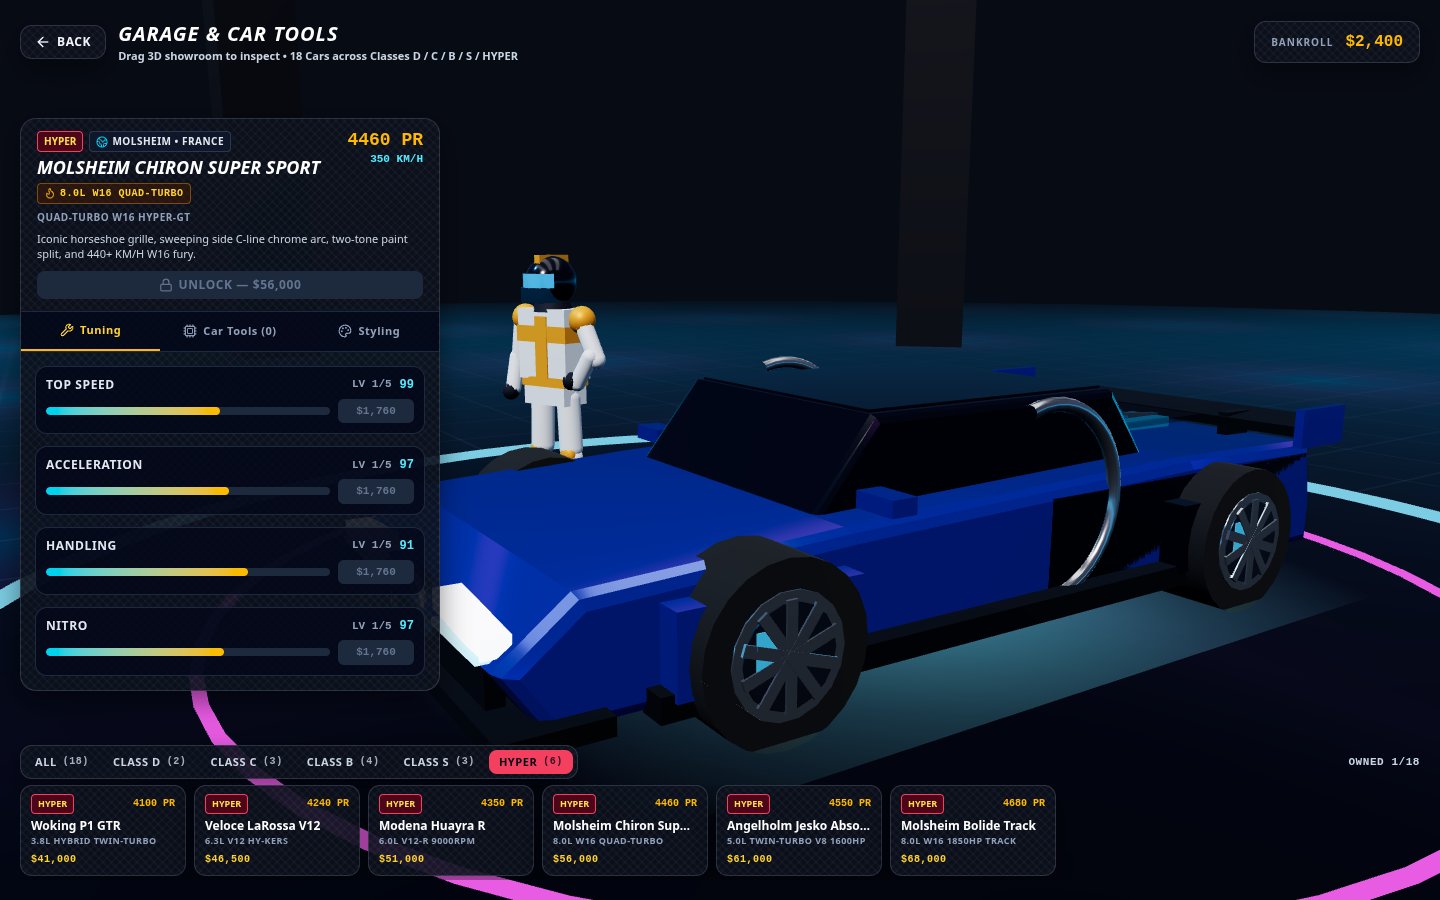 BACK
GARAGE & CAR TOOLS
Drag 3D showroom to inspect • 18 Cars across Classes D / C / B / S / HYPER
BANKROLL $2,400
HYPER MOLSHEIM • FRANCE 4460 PR
350 KM/H
MOLSHEIM CHIRON SUPER SPORT
8.0L W16 QUAD-TURBO
QUAD-TURBO W16 HYPER-GT
Iconic horseshoe grille, sweeping side C-line chrome arc, two-tone paint
split, and 440+ KM/H W16 fury.
UNLOCK — $56,000
Tuning Car Tools (0) Styling
TOP SPEED LV 1/5 99
$1,760
ACCELERATION LV 1/5 97
$1,760
HANDLING LV 1/5 91
$1,760
NITRO LV 1/5 97
$1,760
ALL (18) CLASS D (2) CLASS C (3) CLASS B (4) CLASS S (3) HYPER (6)
OWNED 1/18
HYPER 4100 PR
Woking P1 GTR
3.8L HYBRID TWIN-TURBO
$41,000
HYPER 4240 PR
Veloce LaRossa V12
6.3L V12 HY-KERS
$46,500
HYPER 4350 PR
Modena Huayra R
6.0L V12-R 9000RPM
$51,000
HYPER 4460 PR
Molsheim Chiron Sup...
8.0L W16 QUAD-TURBO
$56,000
HYPER 4550 PR
Angelholm Jesko Abso...
5.0L TWIN-TURBO V8 1600HP
$61,000
HYPER 4680 PR
Molsheim Bolide Track
8.0L W16 1850HP TRACK
$68,000